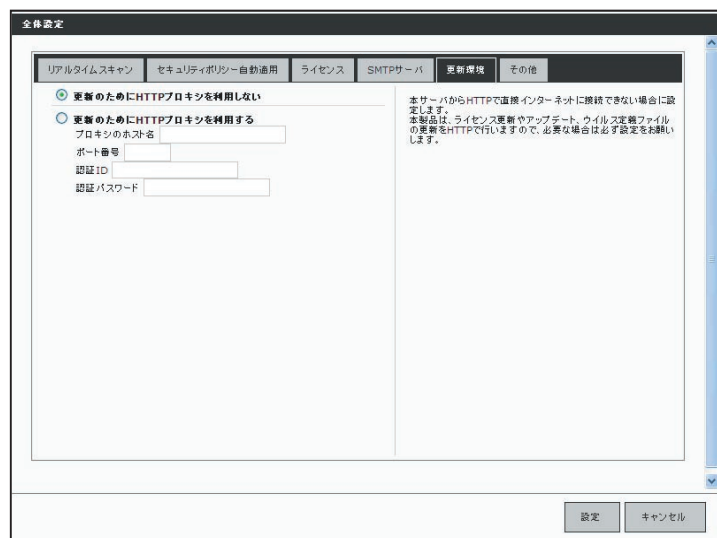 全体設定
リアルタイムスキャン
セキュリティポリシー自動適用
ライセンス
SMTPサーバ
更新環境
その他
更新のためにHTTPプロキシを利用しない
更新のためにHTTPプロキシを利用する
プロキシのホスト名
ポート番号
認証ID
認証パスワード
本サーバからHTTPで直接インターネットに接続できない場合に設
定します。
本製品は、ライセンス更新やアップデート、ウイルス定義ファイル
の更新をHTTPで行いますので、必要な場合は必ず設定をお願い
します。
設定
キャンセル